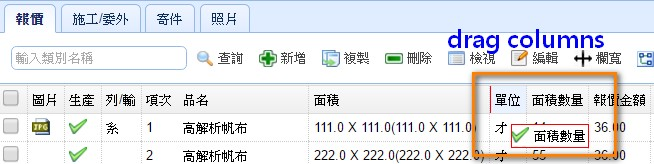 報價 施工/委外 寄件 照片
drag columns
輸入類別名稱 查詢 新增 複製 刪除 檢視 編輯 欄寬
圖片 生產 列/輸 項次 品名 面積 單位 面積數量 報價金額
JPG 糸 1 高解析帆布 111.0 X 111.0(111.0 X 111.0) 才 36.00
面積數量
2 高解析帆布 222.0 X 222.0(222.0 X 222.0) 才 55 36.00